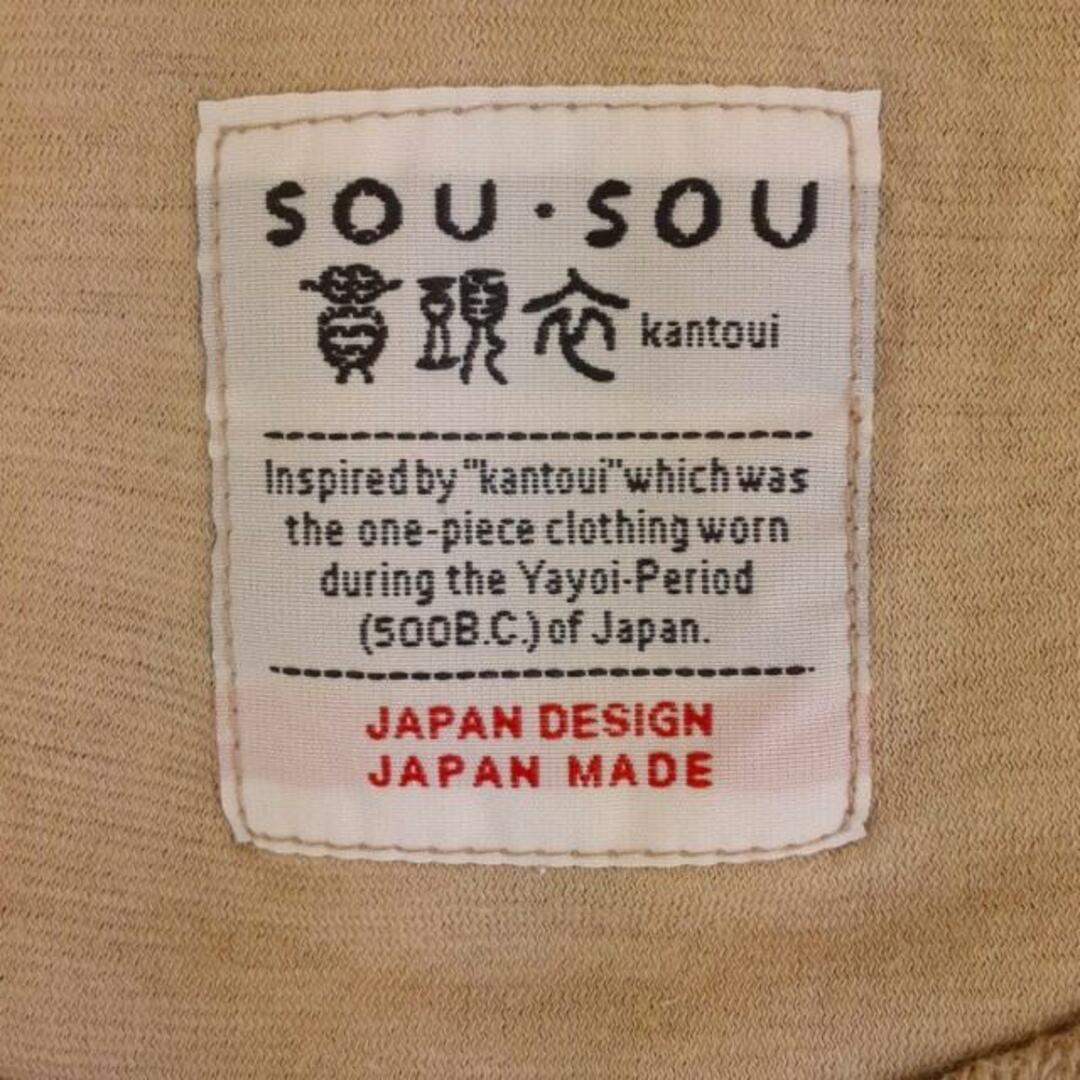 SOU・SOU
貫頭衣 kantoui
Inspired by "kantoui" which was
the one-piece clothing worn
during the Yayoi-Period
(500B.C.) of Japan.
JAPAN DESIGN
JAPAN MADE